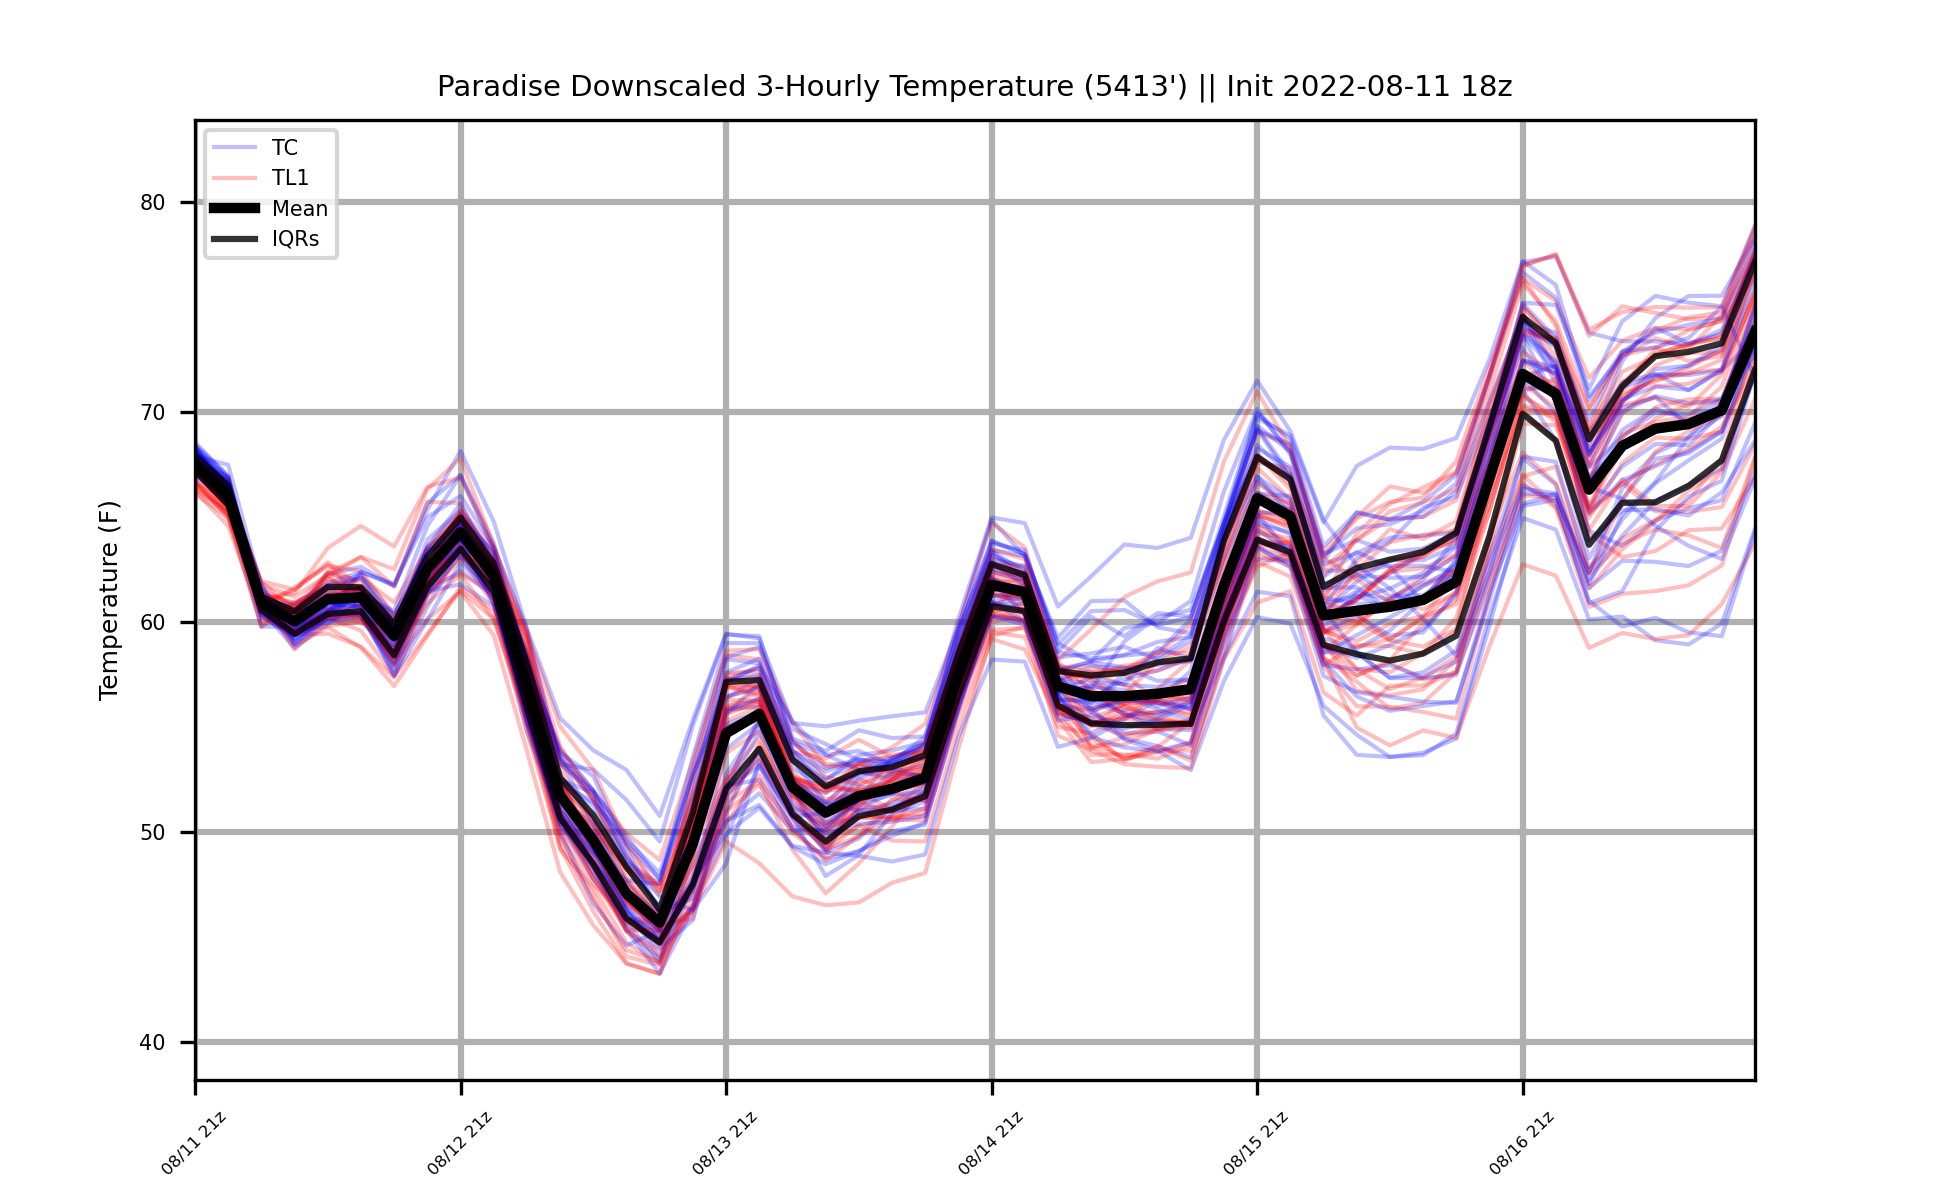 Paradise Downscaled 3-Hourly Temperature (5413') || Init 2022-08-11 18z
TC
TL1
Mean
IQRs
Temperature (F)
80
70
60
50
40
08/11 21z
08/12 21z
08/13 21z
08/14 21z
08/15 21z
08/16 21z